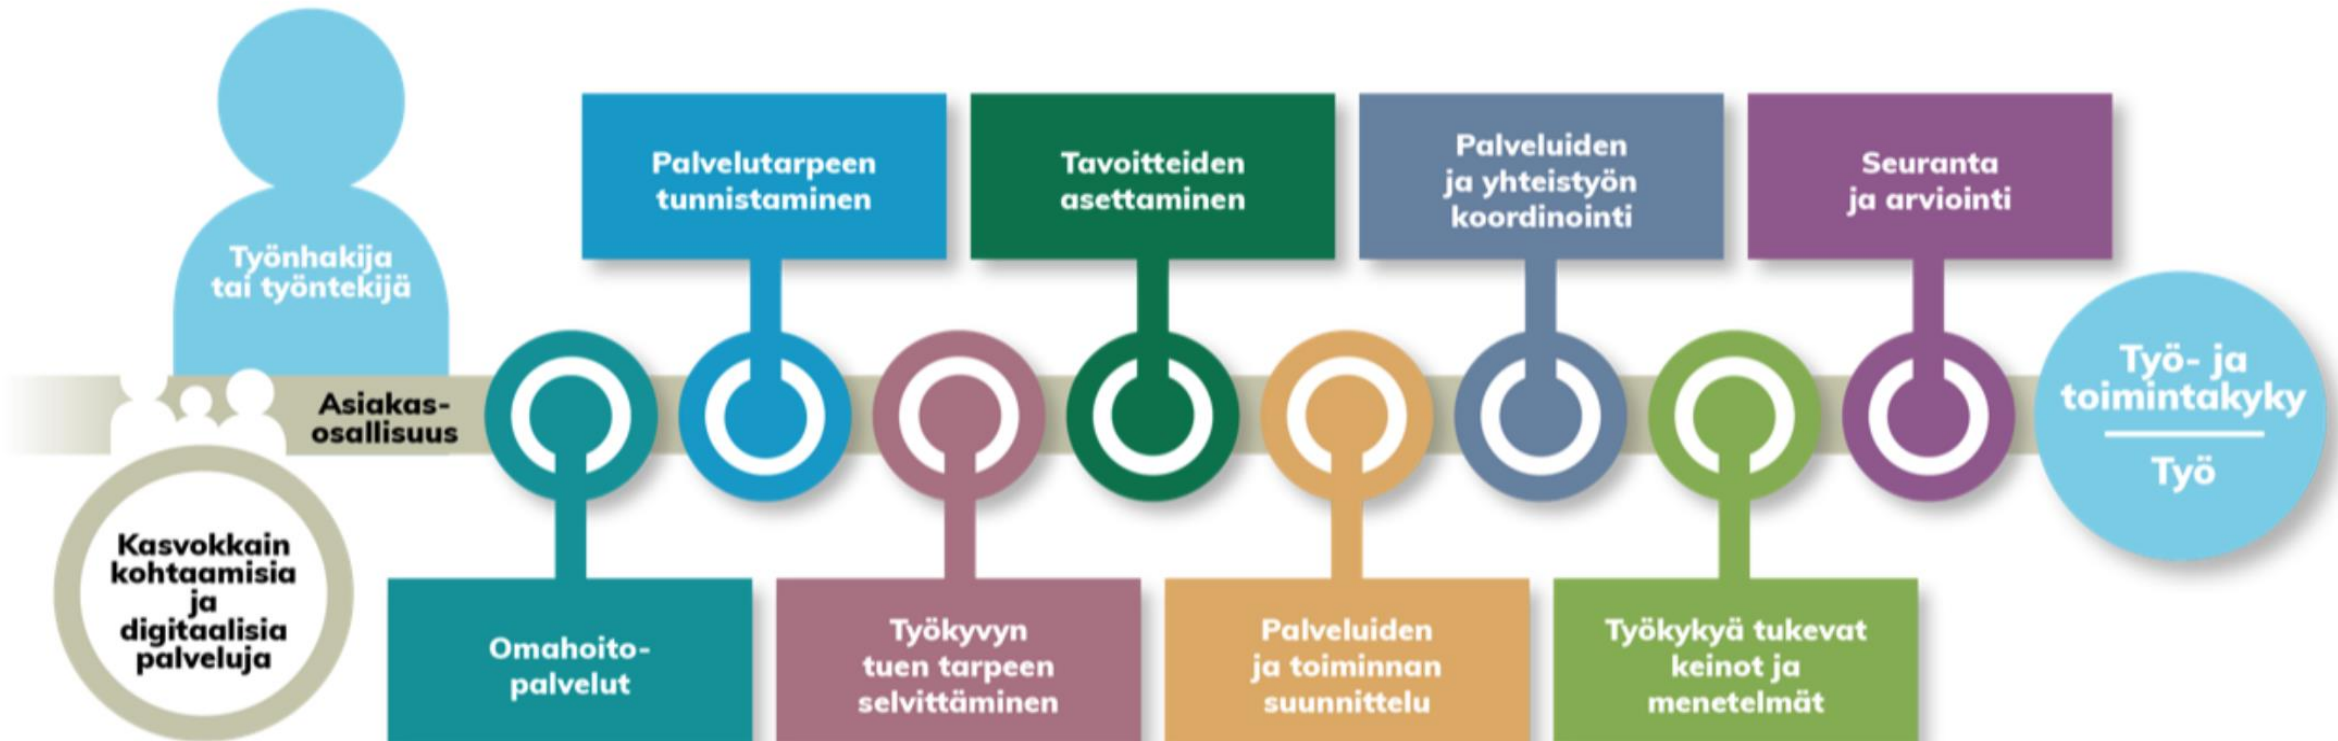 Työnhakija
tai työntekijä
Asiakas-
osallisuus
Kasvokkain
kohtaamisia
ja
digitaalisia
palveluja
Omahoito-
palvelut
Palvelutarpeen
tunnistaminen
Työkyvyn
tuen tarpeen
selvittäminen
Tavoitteiden
asettaminen
Palveluiden
ja toiminnan
suunnittelu
Palveluiden
ja yhteistyön
koordinointi
Työkykyä tukevat
keinot ja
menetelmät
Seuranta
ja arviointi
Työ- ja
toimintakyky
Työ